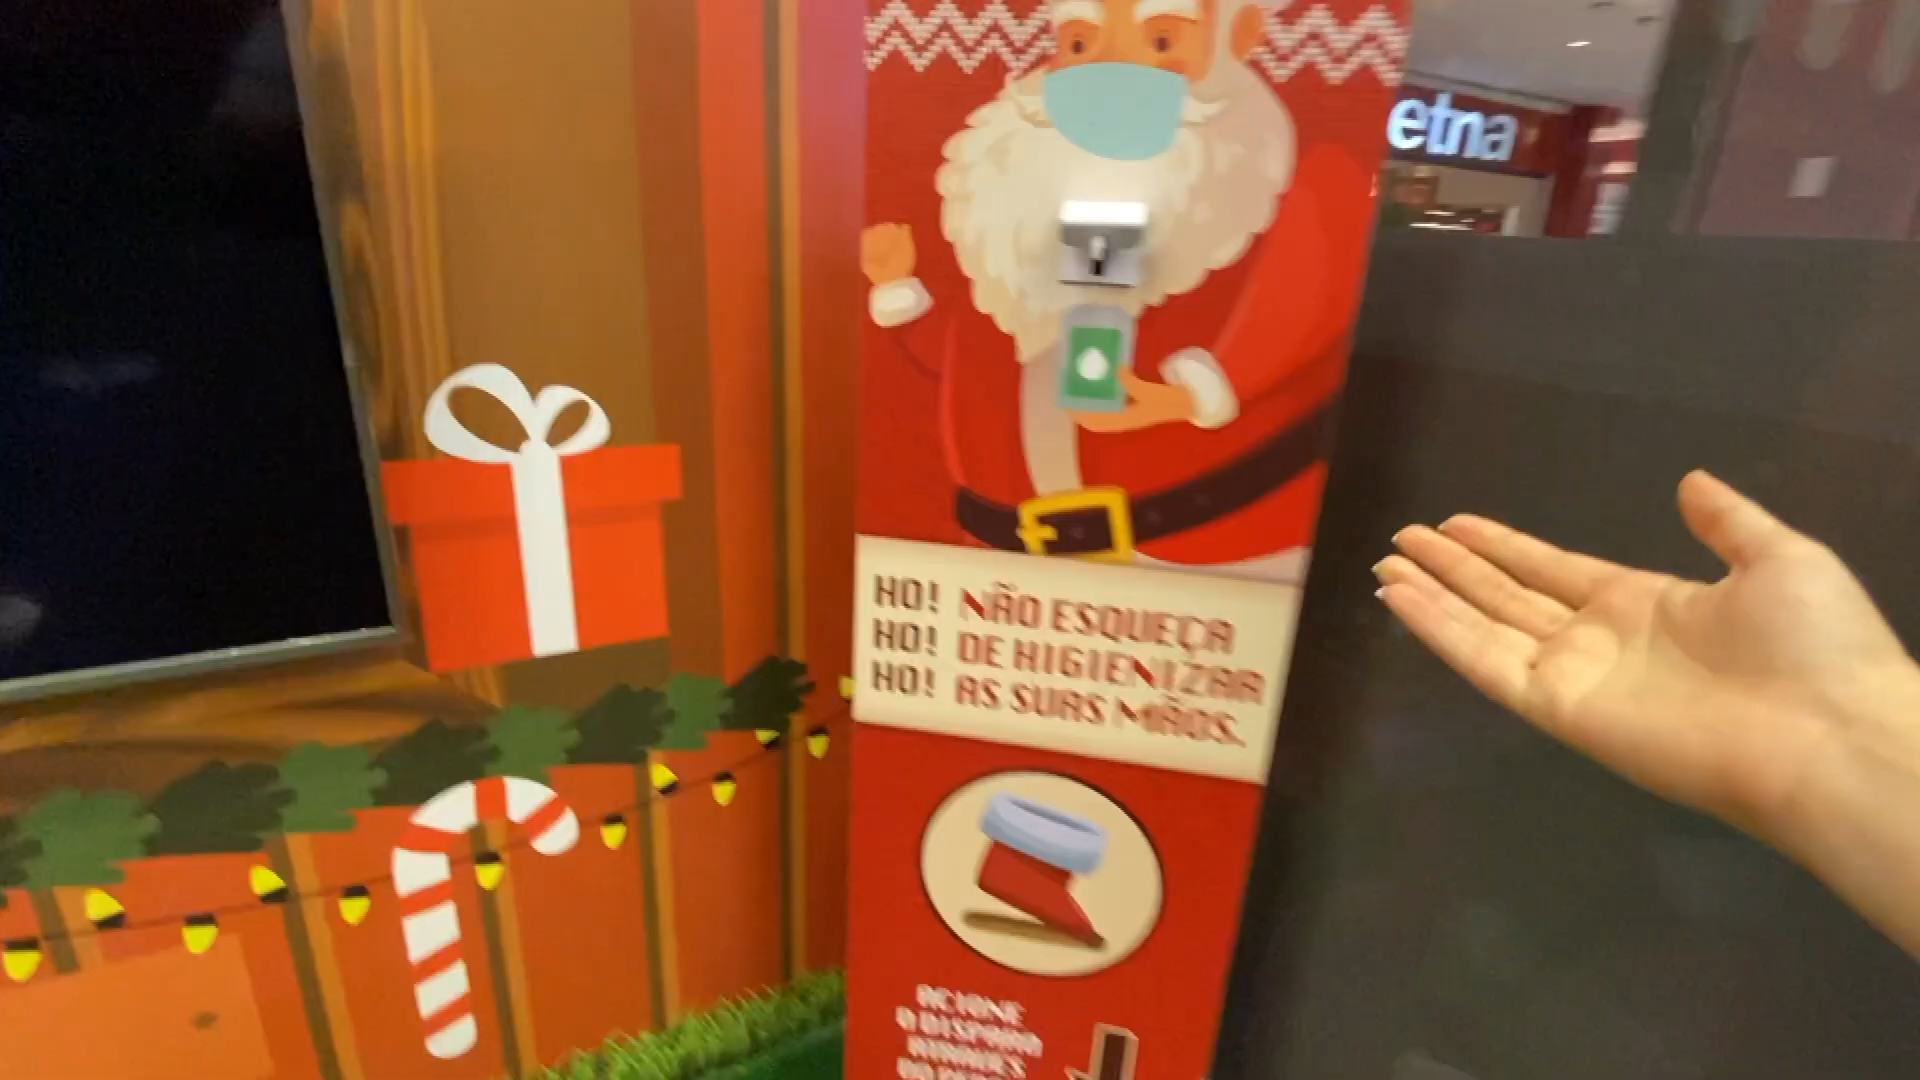 etna
HO! NÃO ESQUEÇA
HO! DE HIGIENIZAR
HO! AS SUAS MÃOS.
ACIONE